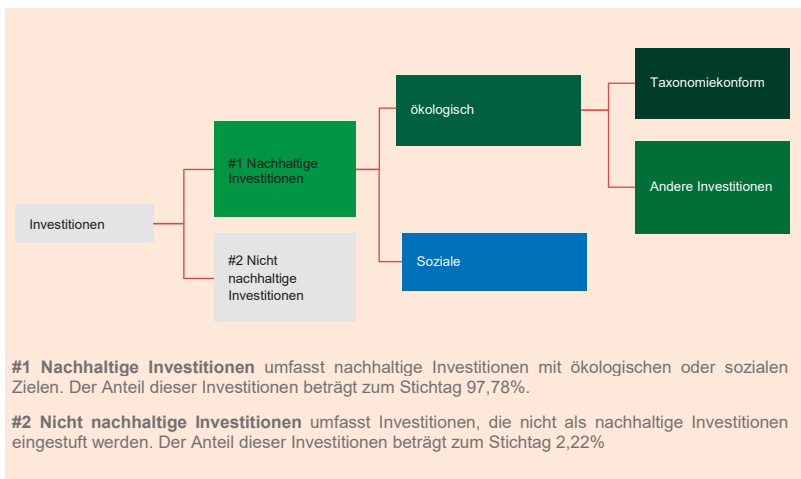 Taxonomiekonform
ökologisch
#1 Nachhaltige
Investitionen
Andere Investitionen
Investitionen
#2 Nicht
nachhaltige
Investitionen
Soziale
#1 Nachhaltige Investitionen umfasst nachhaltige Investitionen mit ökologischen oder sozialen
Zielen. Der Anteil dieser Investitionen beträgt zum Stichtag 97,78%.
#2 Nicht nachhaltige Investitionen umfasst Investitionen, die nicht als nachhaltige Investitionen
eingestuft werden. Der Anteil dieser Investitionen beträgt zum Stichtag 2,22%